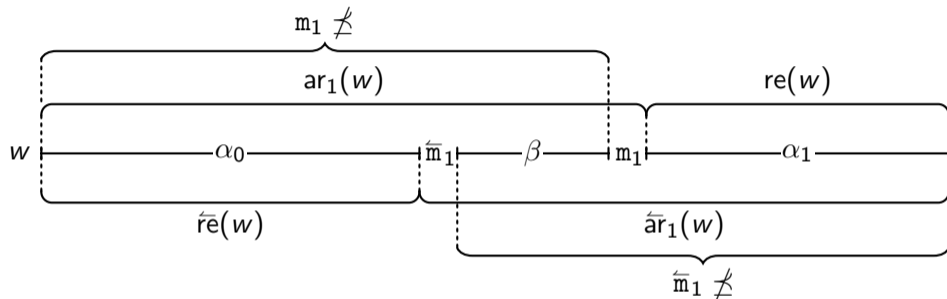 m₁ ⋠
ar₁(w) re(w)
w α₀ m̄₁ β m₁ α₁
r̄e(w) ār₁(w)
m̄₁ ⋠